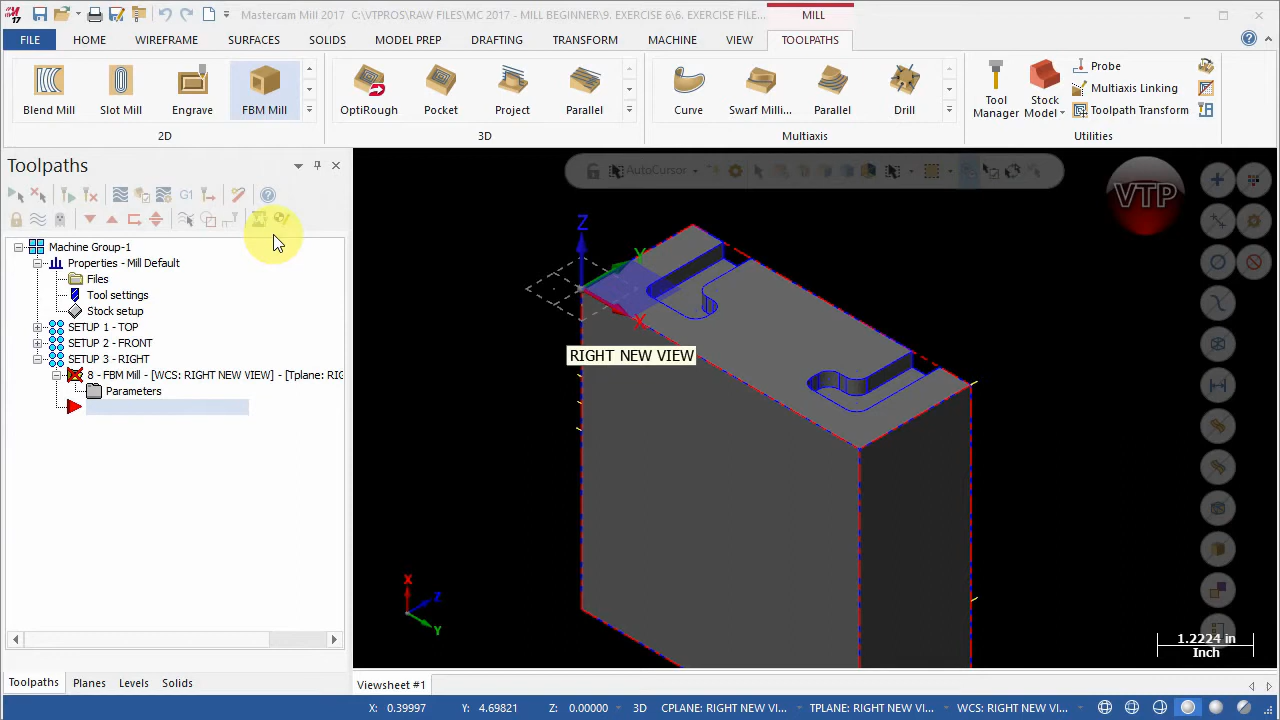 17
Mastercam Mill 2017 C:\VTPROS\RAW FILES\MC 2017 - MILL BEGINNER\9. EXERCISE 6\6. EXERCISE FILE...
MILL
FILE HOME WIREFRAME SURFACES SOLIDS MODEL PREP DRAFTING TRANSFORM MACHINE VIEW TOOLPATHS
Blend Mill Slot Mill Engrave FBM Mill OptiRough Pocket Project Parallel Curve Swarf Milli... Parallel Drill Tool Manager Stock Model Probe
Multiaxis Linking
Toolpath Transform
2D 3D Multiaxis Utilities
Toolpaths
AutoCursor
VTP
G1
Machine Group-1
Properties - Mill Default
Files
Tool settings
Stock setup
SETUP 1 - TOP
SETUP 2 - FRONT
SETUP 3 - RIGHT
8 - FBM Mill - [WCS: RIGHT NEW VIEW] - [Tplane: RIG
Parameters
Z
Y
X
RIGHT NEW VIEW
X
Z
Y
1.2224 in
Inch
Toolpaths Planes Levels Solids
Viewsheet #1
X: 0.39997 Y: 4.69821 Z: 0.00000 3D CPLANE: RIGHT NEW VI... TPLANE: RIGHT NEW VI... WCS: RIGHT NEW VI...